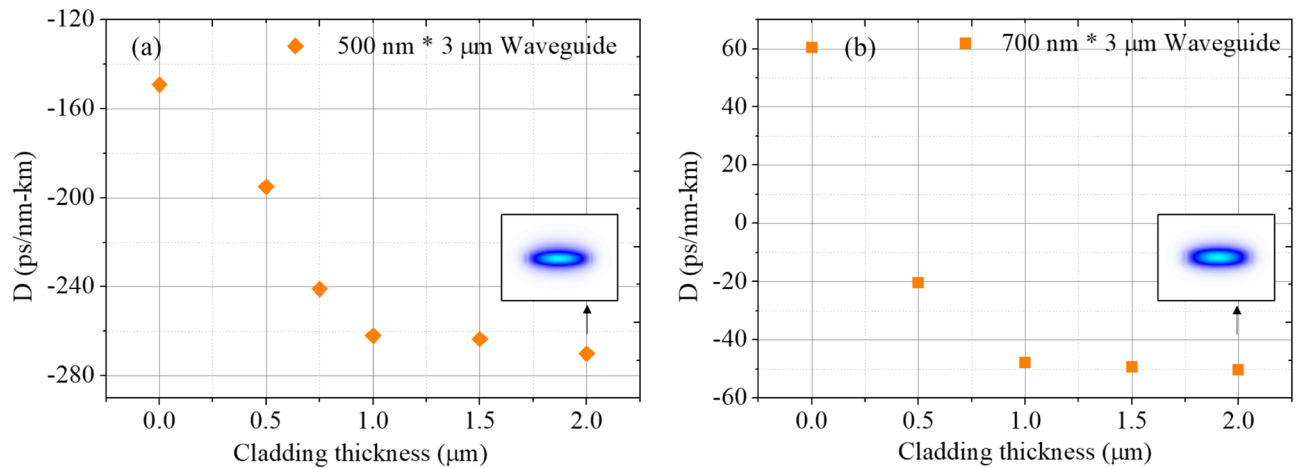 -120
-160
-200
-240
-280
D (ps/nm-km)
(a)
500 nm * 3 μm Waveguide
0.0 0.5 1.0 1.5 2.0
Cladding thickness (μm)
60
40
20
0
-20
-40
-60
D (ps/nm-km)
(b)
700 nm * 3 μm Waveguide
0.0 0.5 1.0 1.5 2.0
Cladding thickness (μm)